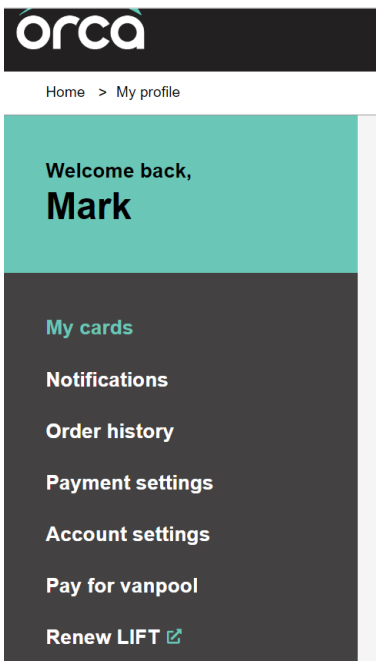 orca
Home > My profile
Welcome back,
Mark
My cards
Notifications
Order history
Payment settings
Account settings
Pay for vanpool
Renew LIFT